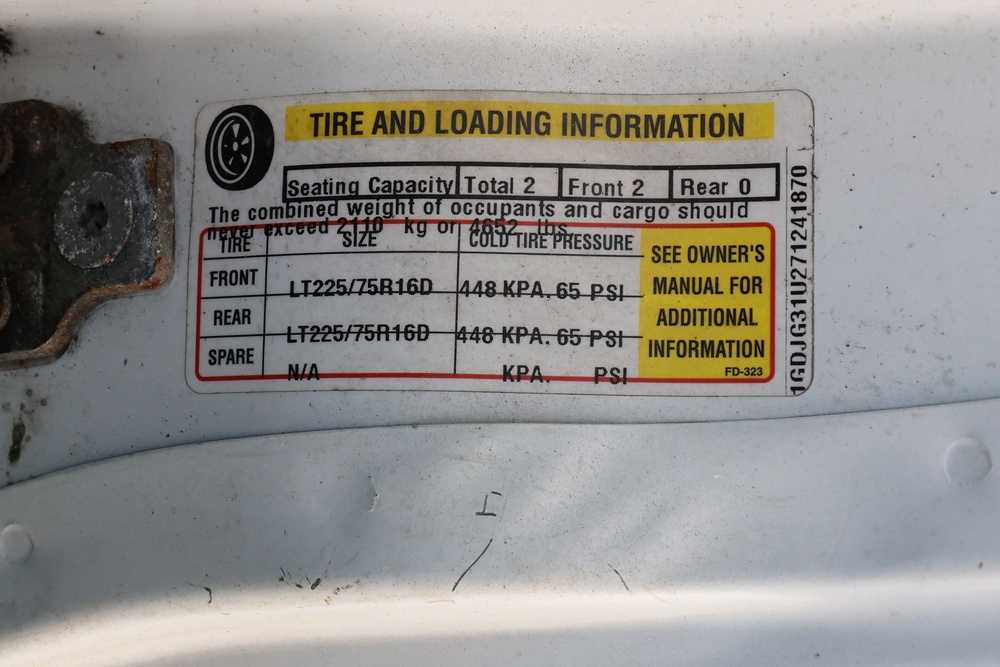 TIRE AND LOADING INFORMATION
Seating Capacity Total 2 Front 2 Rear 0
The combined weight of occupants and cargo should
never exceed 2110 kg or 4652 lbs
TIRE SIZE COLD TIRE PRESSURE
FRONT LT225/75R16D 448 KPA. 65 PSI
REAR LT225/75R16D 448 KPA. 65 PSI
SPARE N/A KPA. PSI
SEE OWNER'S
MANUAL FOR
ADDITIONAL
INFORMATION
FD-323
1GDJG31U271241870